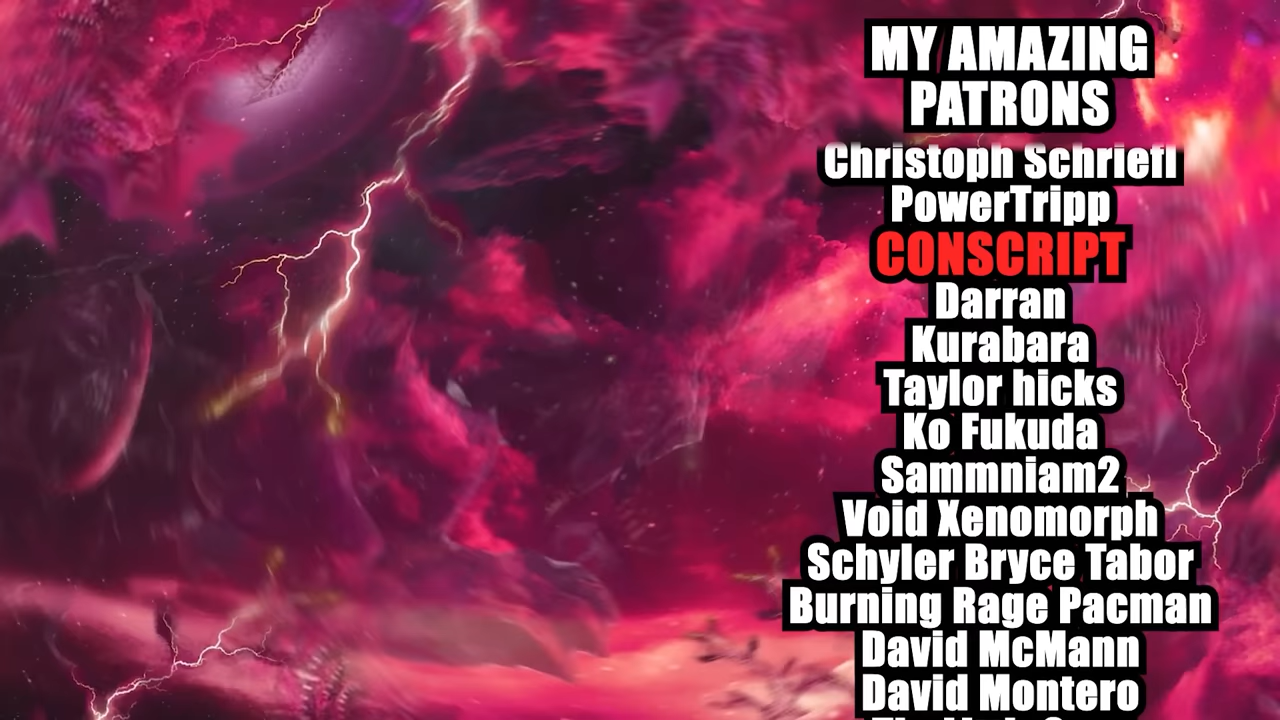 MY AMAZING
PATRONS
Christoph Schriefl
PowerTripp
CONSCRIPT
Darran
Kurabara
Taylor hicks
Ko Fukuda
Sammniam2
Void Xenomorph
Schyler Bryce Tabor
Burning Rage Pacman
David McMann
David Montero